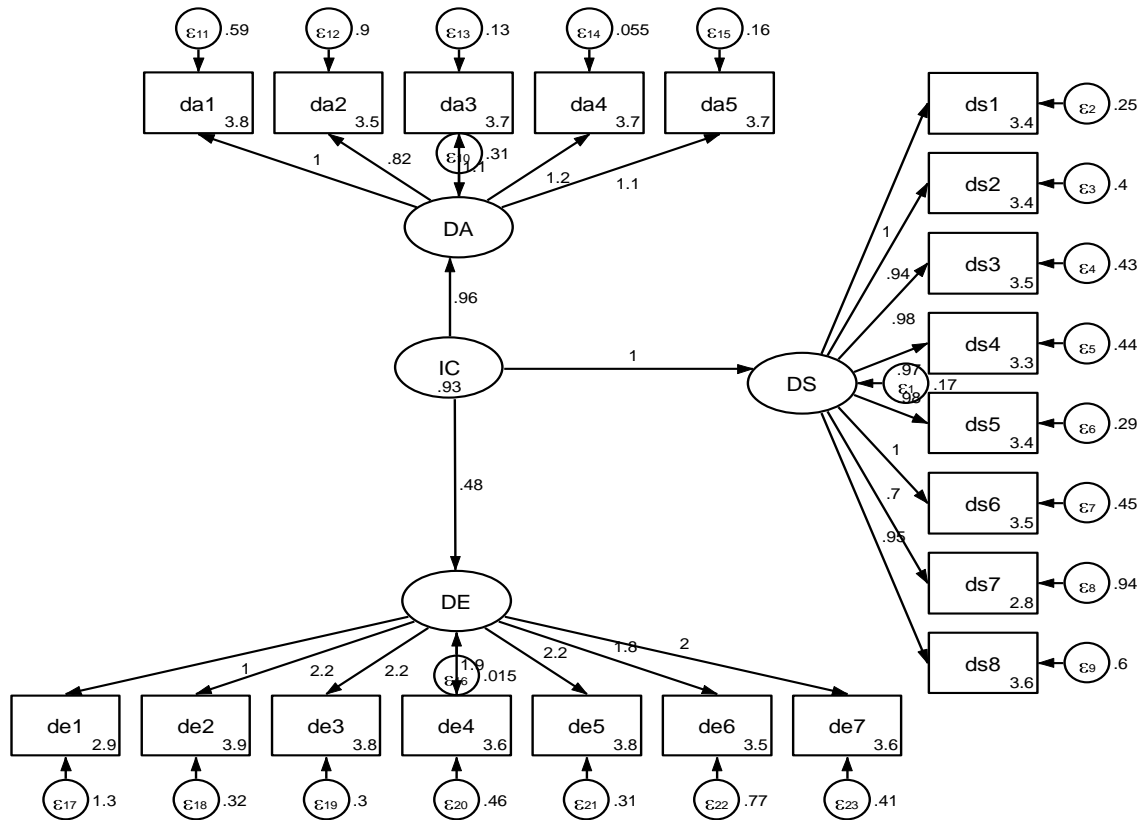 ε11 .59 ε12 .9 ε13 .13 ε14 .055 ε15 .16
da1 3.8 da2 3.5 da3 3.7 da4 3.7 da5 3.7
ε10 .31
1 .82 1.1 1.2 1.1
DA
.96
IC .93
1
DS
ε1 .17
.48
ds1 3.4 ε2 .25
1
ds2 3.4 ε3 .4
.94
ds3 3.5 ε4 .43
.98
ds4 3.3 ε5 .44
.97
.98
ds5 3.4 ε6 .29
1
ds6 3.5 ε7 .45
.7
.95
ds7 2.8 ε8 .94
ds8 3.6 ε9 .6
DE
1 2.2 2.2 1.9 2.2 1.8 2
ε16 .015
de1 2.9 de2 3.9 de3 3.8 de4 3.6 de5 3.8 de6 3.5 de7 3.6
ε17 1.3 ε18 .32 ε19 .3 ε20 .46 ε21 .31 ε22 .77 ε23 .41